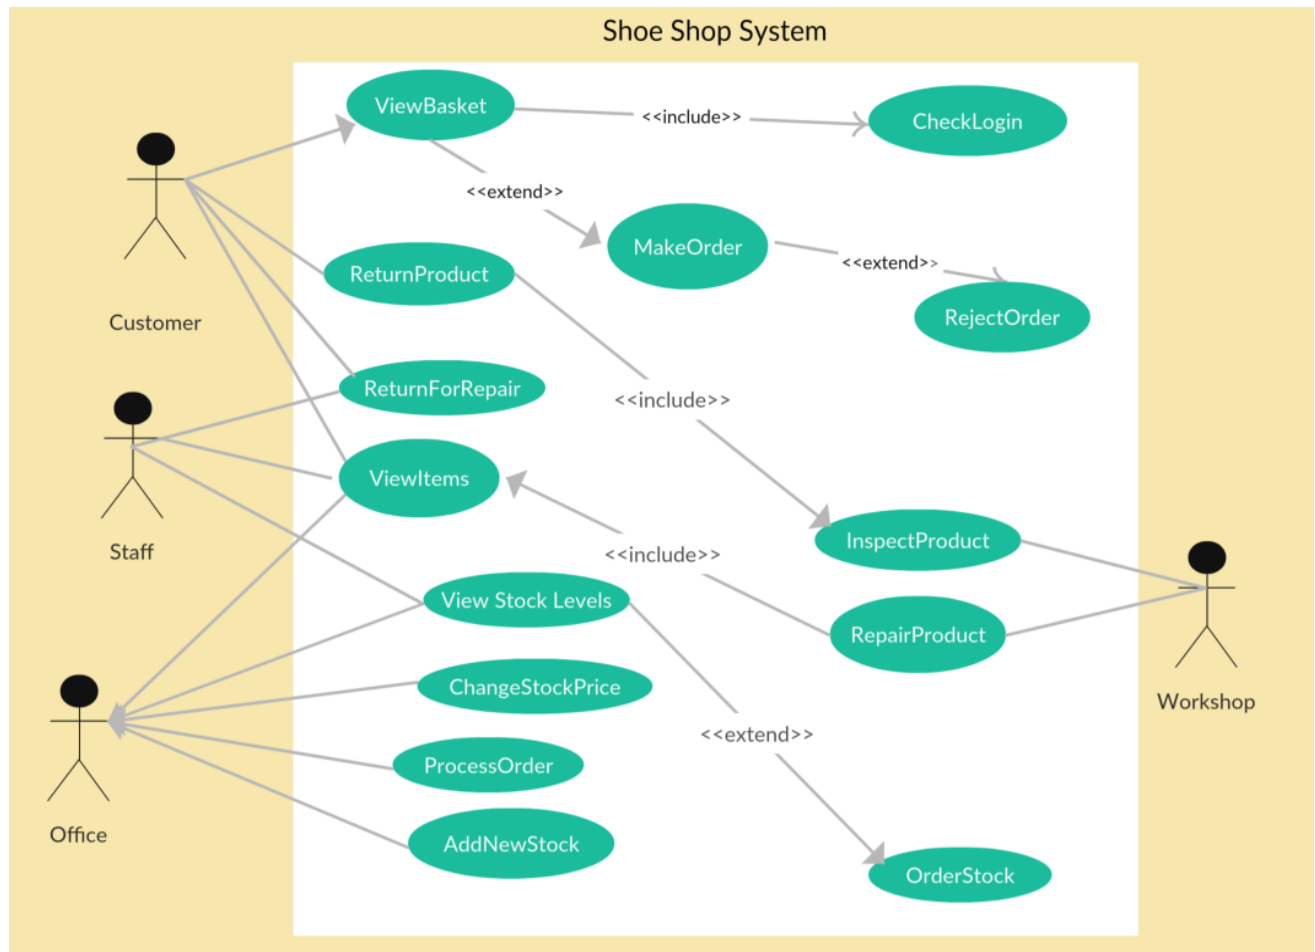 Shoe Shop System
ViewBasket
<<include>>
CheckLogin
<<extend>>
MakeOrder
<<extend>>
RejectOrder
ReturnProduct
Customer
ReturnForRepair
<<include>>
ViewItems
Staff
<<include>>
InspectProduct
View Stock Levels
RepairProduct
ChangeStockPrice
Workshop
<<extend>>
ProcessOrder
Office
AddNewStock
OrderStock